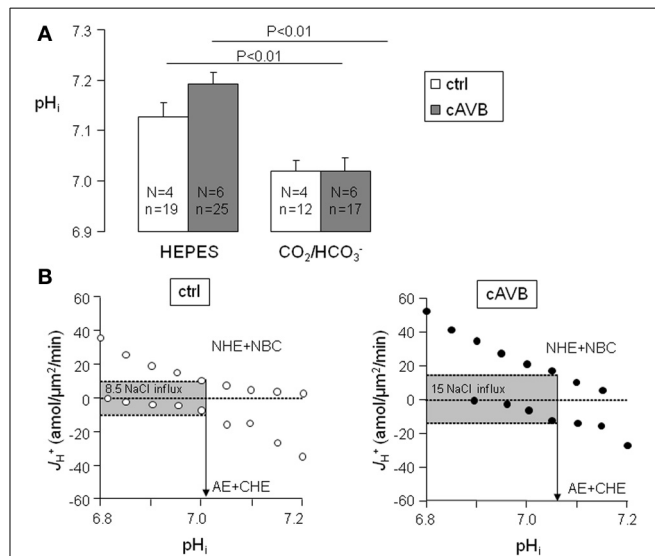 A
P<0.01
P<0.01
pHi
7.2
7.1
7.0
6.9
ctrl
cAVB
N=4
n=19
N=6
n=25
N=4
n=12
N=6
n=17
HEPES
CO₂/HCO₃⁻
B
ctrl
JH⁺ (amol/µm²/min)
60
40
20
0
-20
-40
-60
NHE+NBC
8.5 NaCl influx
AE+CHE
6.8
7.0
7.2
pHi
cAVB
JH⁺ (amol/µm²/min)
60
40
20
0
-20
-40
-60
NHE+NBC
15 NaCl influx
AE+CHE
6.8
7.0
7.2
pHi